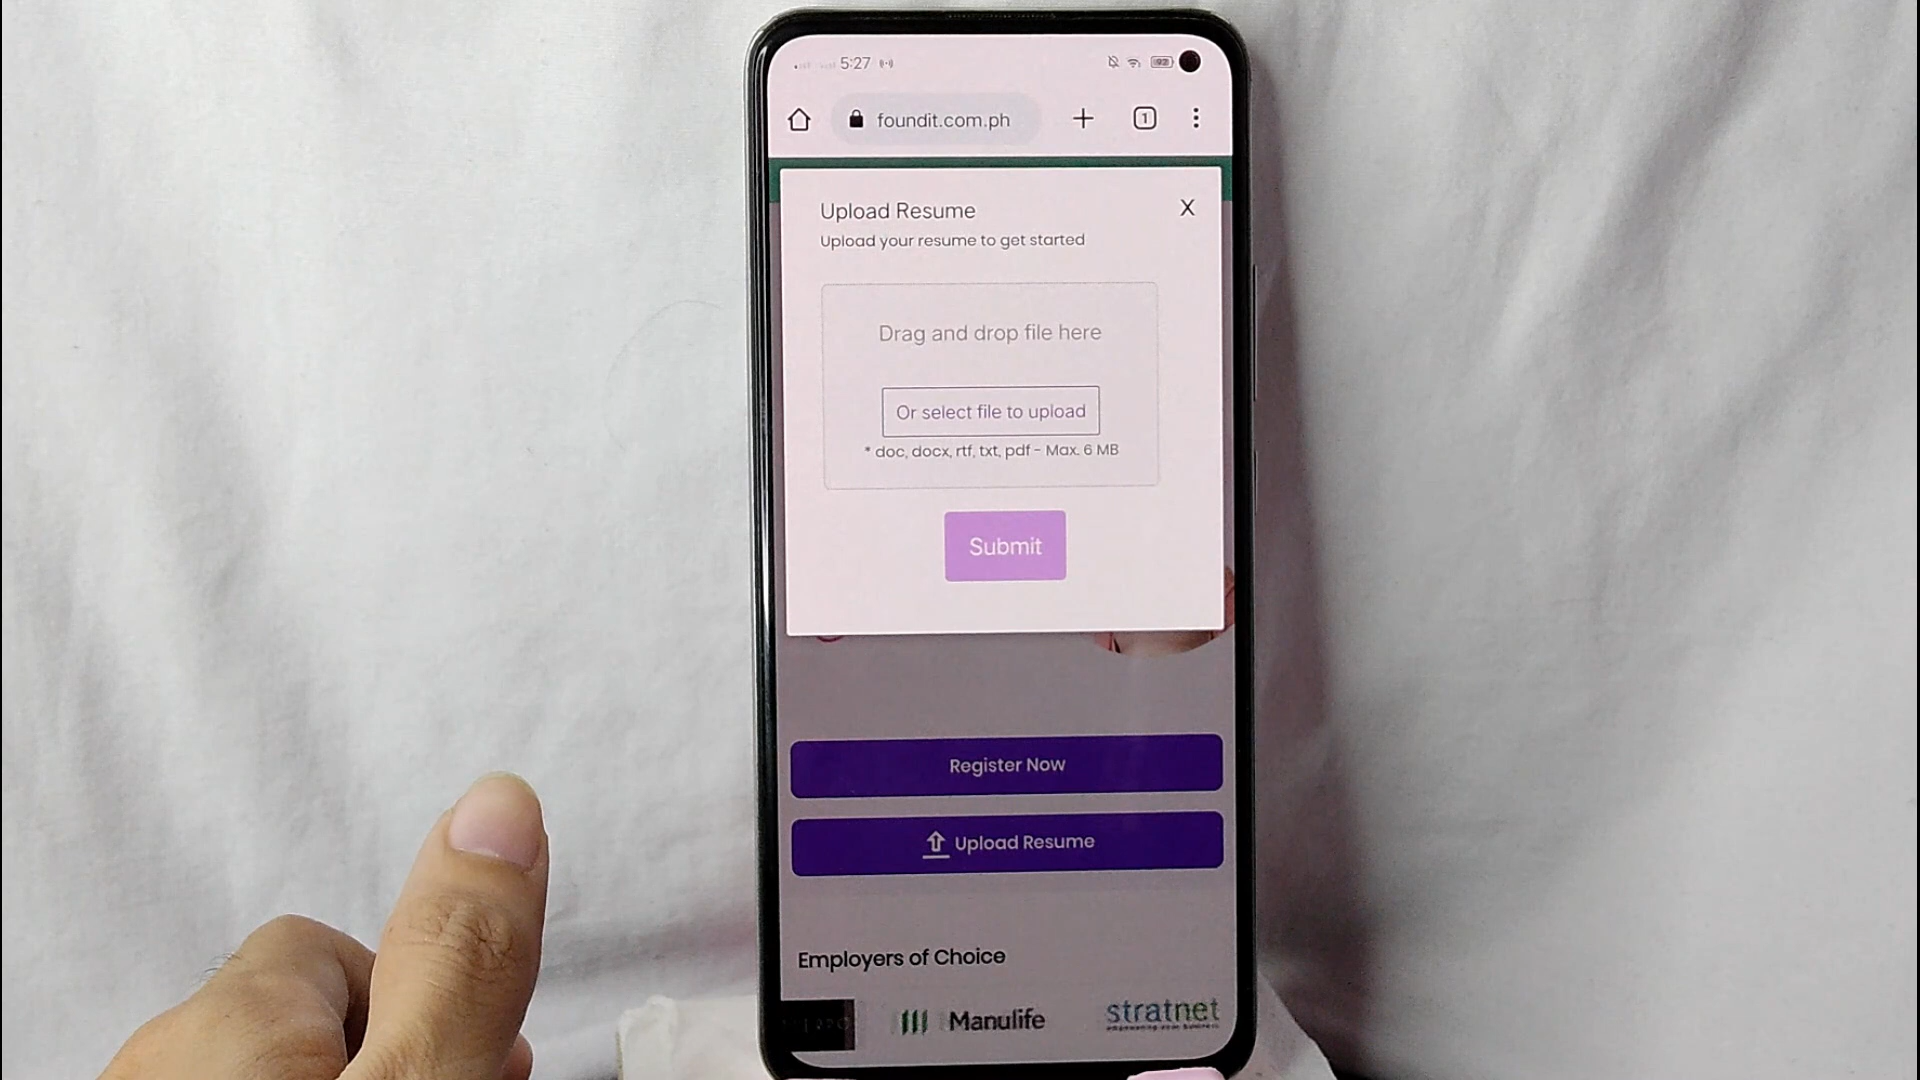 5:27
92
foundit.com.ph
1
Upload Resume
X
Upload your resume to get started
Drag and drop file here
Or select file to upload
* doc, docx, rtf, txt, pdf - Max. 6 MB
Submit
Register Now
Upload Resume
Employers of Choice
Manulife
stratnet